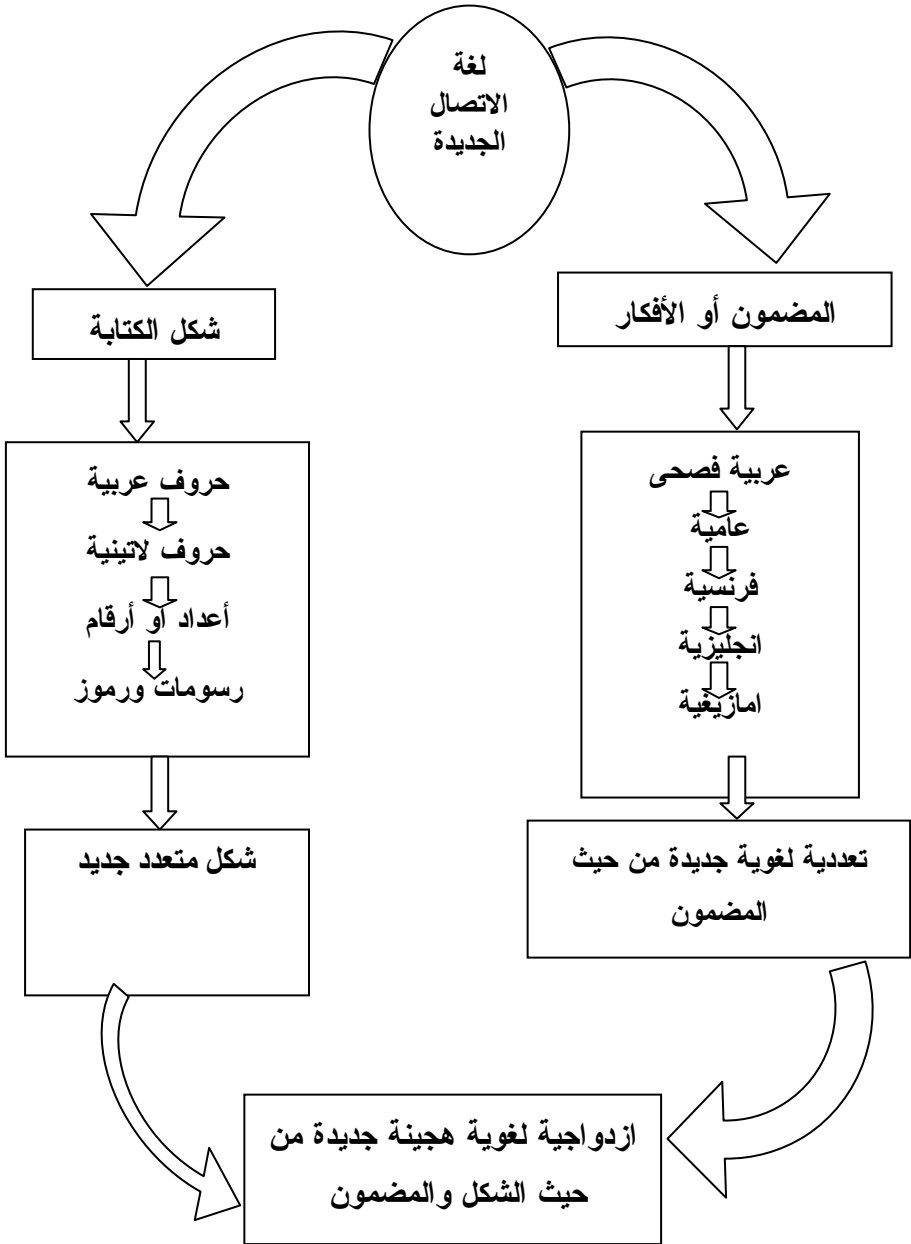 لغة
الاتصال
الجديدة
المضمون أو الأفكار
شكل الكتابة
عربية فصحى
عامية
فرنسية
انجليزية
امازيغية
حروف عربية
حروف لاتينية
أعداد او أرقام
رسومات ورموز
تعددية لغوية جديدة من حيث
المضمون
شكل متعدد جديد
ازدواجية لغوية هجينة جديدة من
حيث الشكل والمضمون